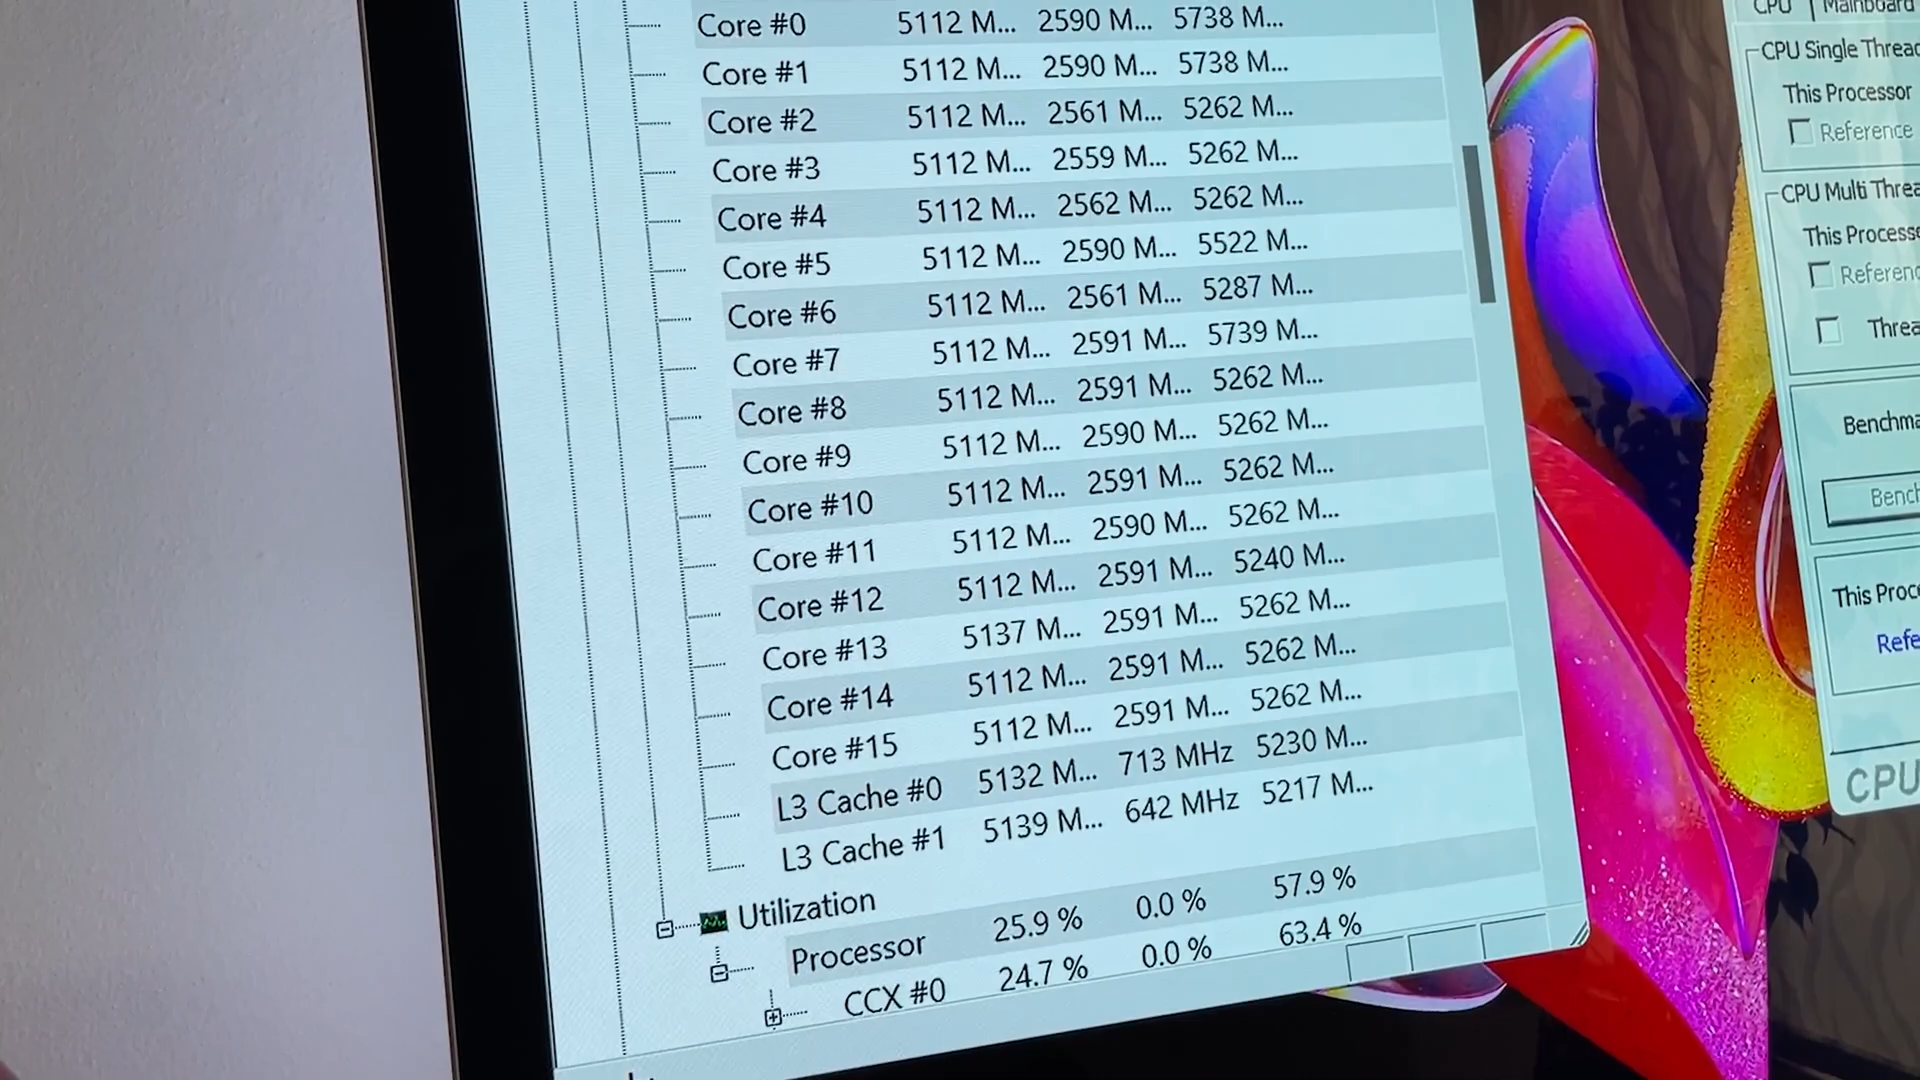 Core #0 5112 M... 2590 M... 5738 M...
Core #1 5112 M... 2590 M... 5738 M...
Core #2 5112 M... 2561 M... 5262 M...
Core #3 5112 M... 2559 M... 5262 M...
Core #4 5112 M... 2562 M... 5262 M...
Core #5 5112 M... 2590 M... 5522 M...
Core #6 5112 M... 2561 M... 5287 M...
Core #7 5112 M... 2591 M... 5739 M...
Core #8 5112 M... 2591 M... 5262 M...
Core #9 5112 M... 2590 M... 5262 M...
Core #10 5112 M... 2591 M... 5262 M...
Core #11 5112 M... 2590 M... 5262 M...
Core #12 5112 M... 2591 M... 5240 M...
Core #13 5137 M... 2591 M... 5262 M...
Core #14 5112 M... 2591 M... 5262 M...
Core #15 5112 M... 2591 M... 5262 M...
L3 Cache #0 5132 M... 713 MHz 5230 M...
L3 Cache #1 5139 M... 642 MHz 5217 M...
Utilization
Processor 25.9 % 0.0 % 57.9 %
CCX #0 24.7 % 0.0 % 63.4 %
CPU Mainboard
CPU Single Threa
This Processor
Reference
CPU Multi Threa
This Process
Referenc
Threa
Benchma
Bench
This Proc
Refe
CPU